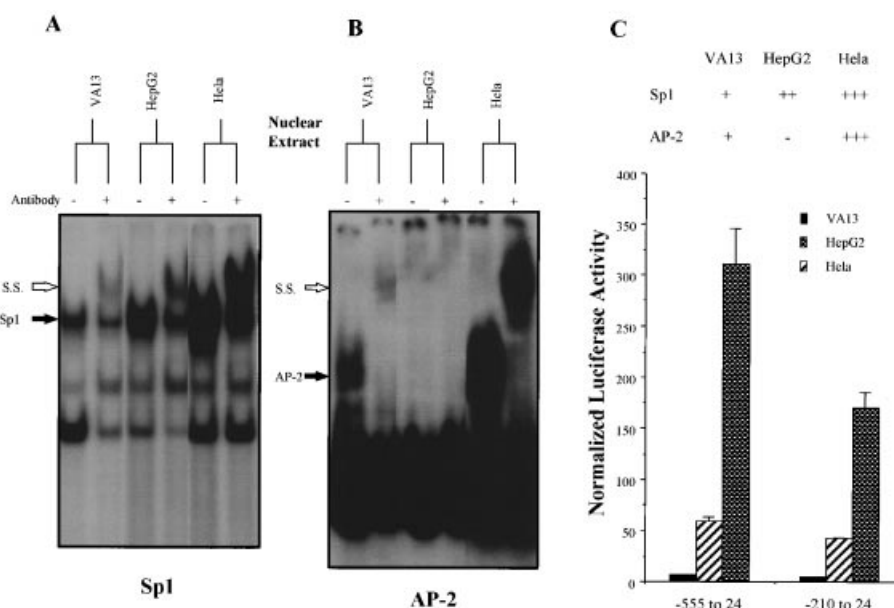 A
VA13
HepG2
Hela
Antibody
- + - + - +
S.S.
Sp1
Sp1
B
Nuclear
Extract
VA13
HepG2
Hela
- + - + - +
S.S.
AP-2
AP-2
C
VA13 HepG2 Hela
Sp1 + ++ +++
AP-2 + - +++
Normalized Luciferase Activity
400
350
300
250
200
150
100
50
0
VA13
HepG2
Hela
-555 to 24
-210 to 24